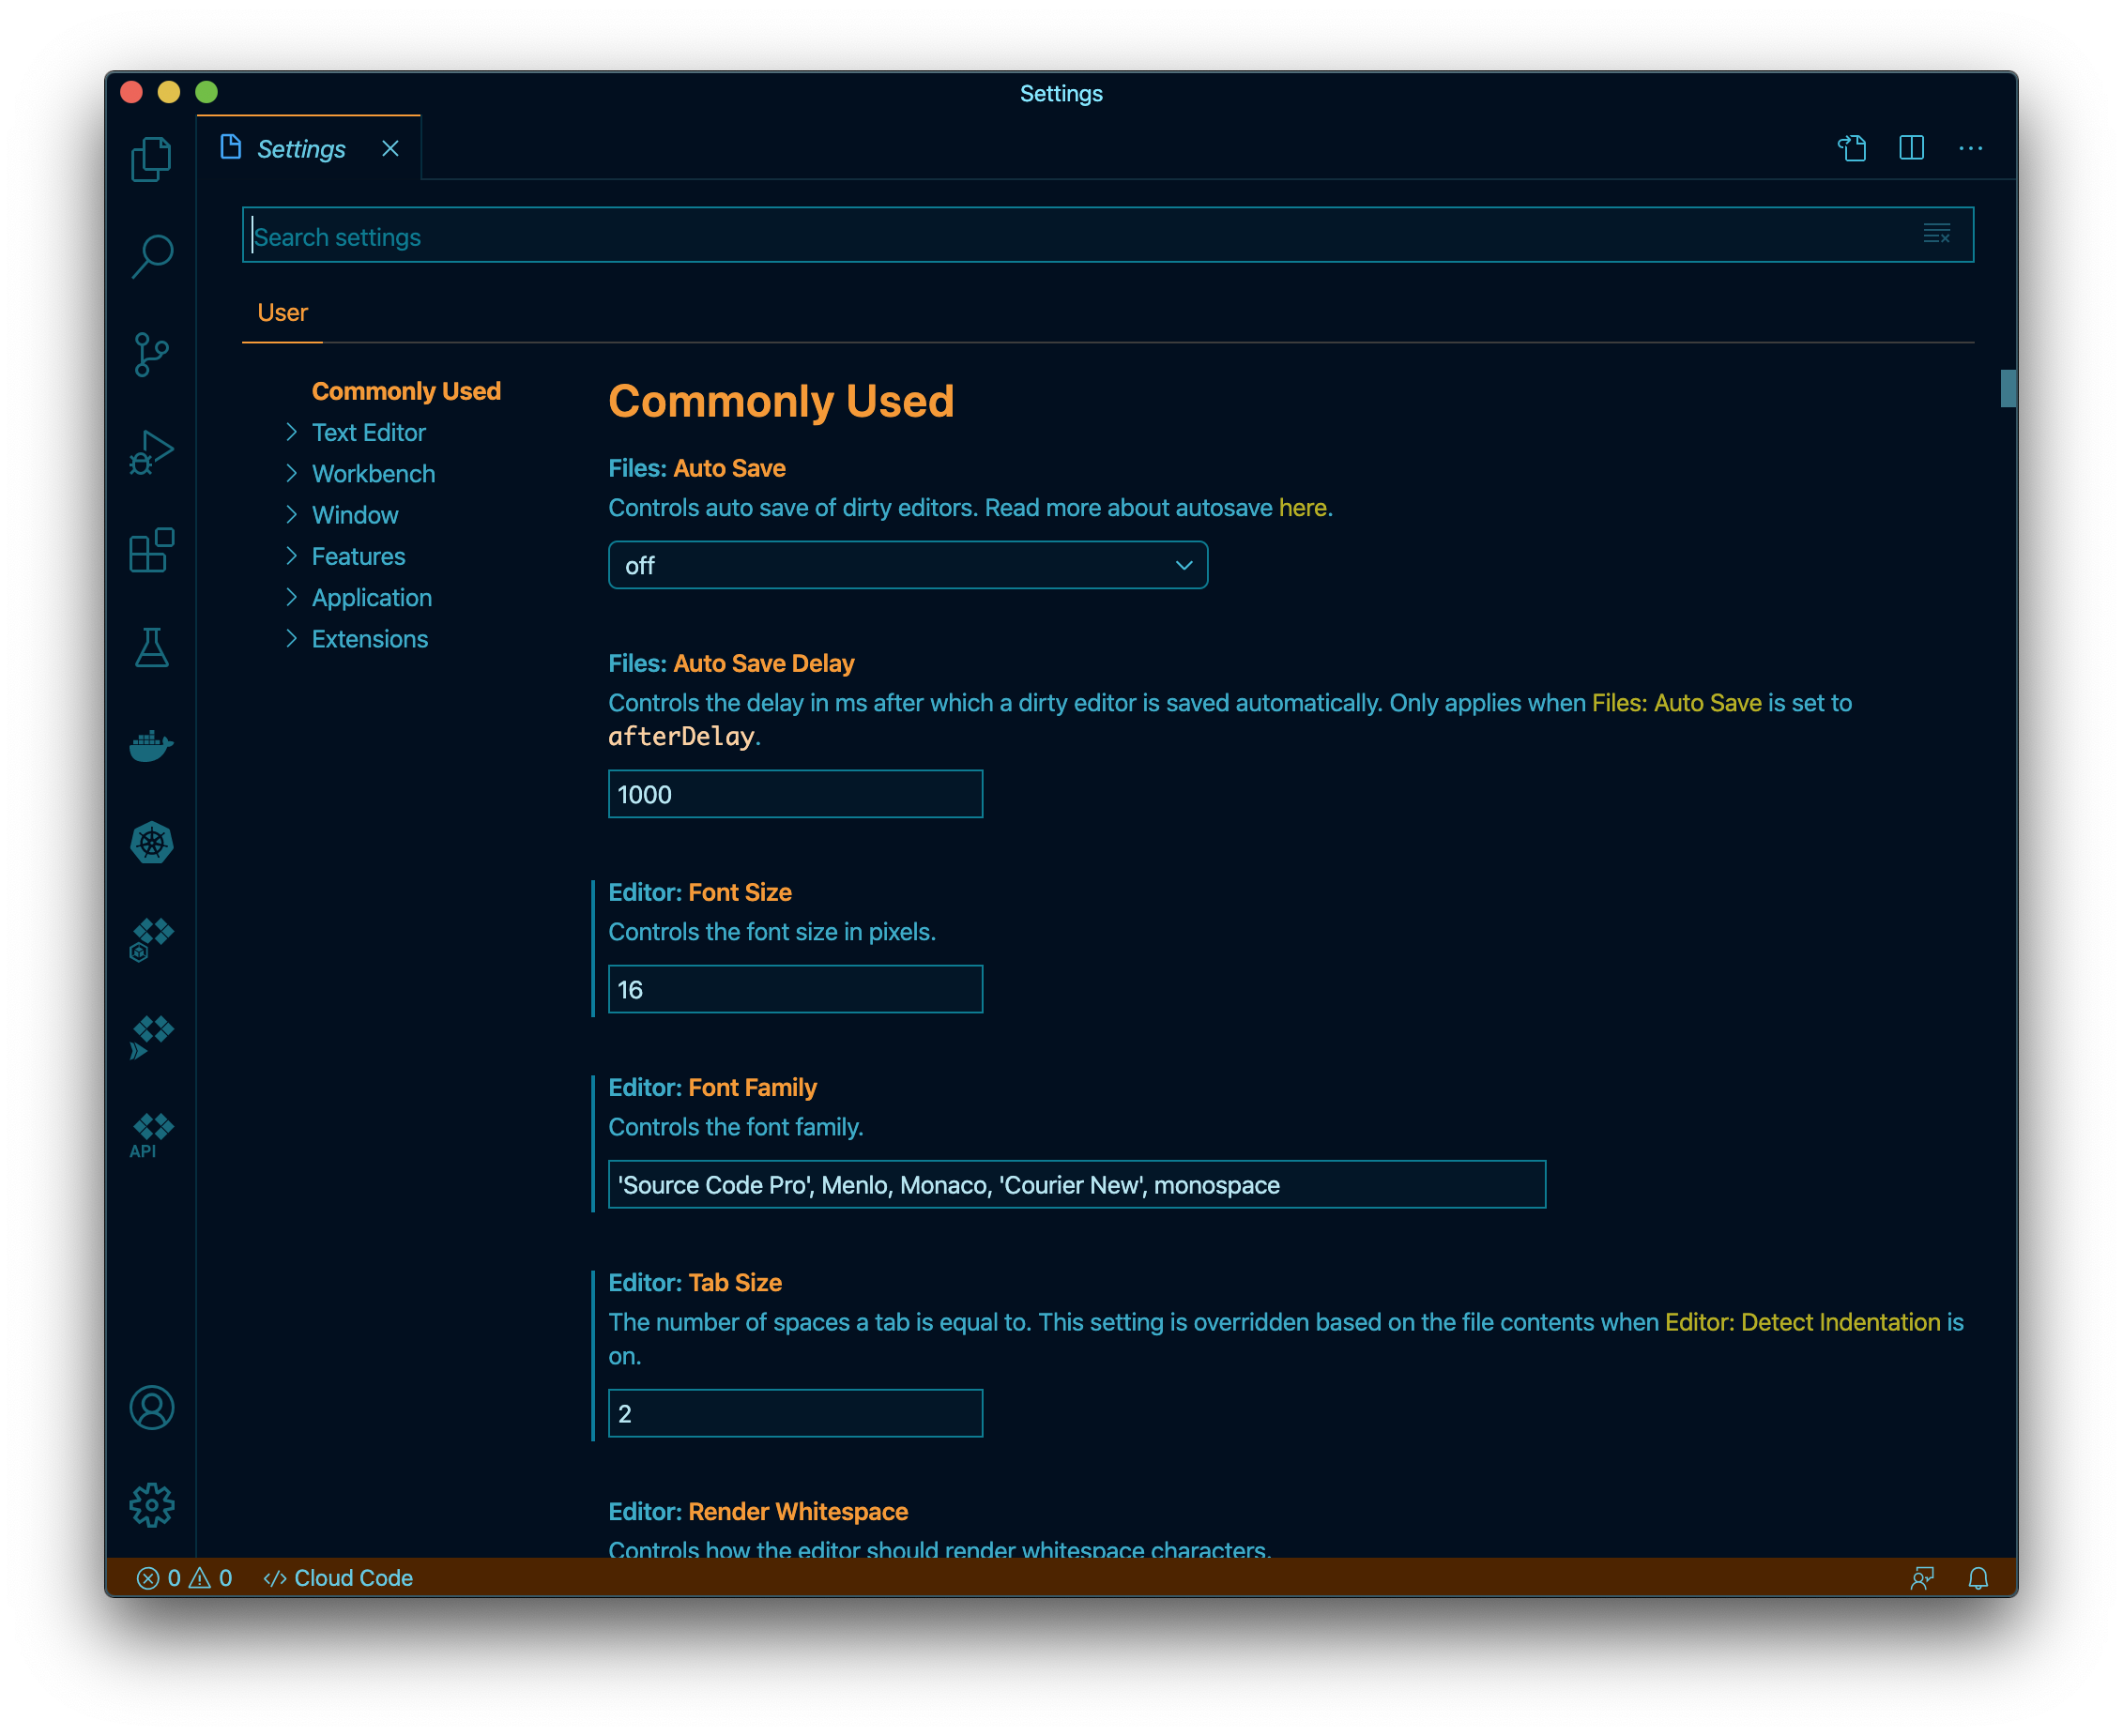 Settings
Settings
Search settings
User
Commonly Used
Text Editor
Workbench
Window
Features
Application
Extensions
Commonly Used
Files: Auto Save
Controls auto save of dirty editors. Read more about autosave here.
off
Files: Auto Save Delay
Controls the delay in ms after which a dirty editor is saved automatically. Only applies when Files: Auto Save is set to
afterDelay.
1000
Editor: Font Size
Controls the font size in pixels.
16
Editor: Font Family
Controls the font family.
'Source Code Pro', Menlo, Monaco, 'Courier New', monospace
Editor: Tab Size
The number of spaces a tab is equal to. This setting is overridden based on the file contents when Editor: Detect Indentation is
on.
2
Editor: Render Whitespace
Controls how the editor should render whitespace characters.
API
0 0 </> Cloud Code